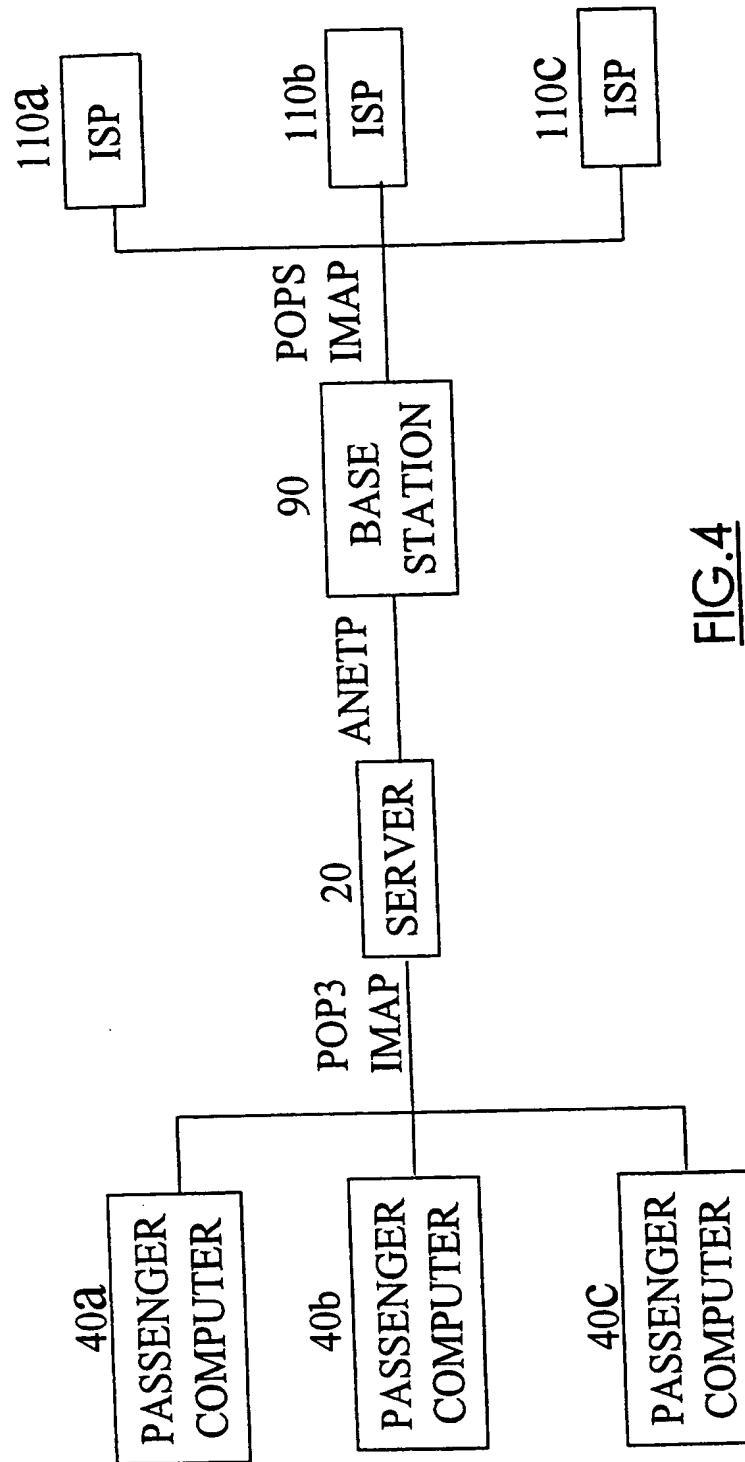 40a
PASSENGER
COMPUTER
40b
PASSENGER
COMPUTER
40c
PASSENGER
COMPUTER
POP3
IMAP
20
SERVER
ANETP
90
BASE
STATION
POPS
IMAP
110a
ISP
110b
ISP
110c
ISP
FIG.4